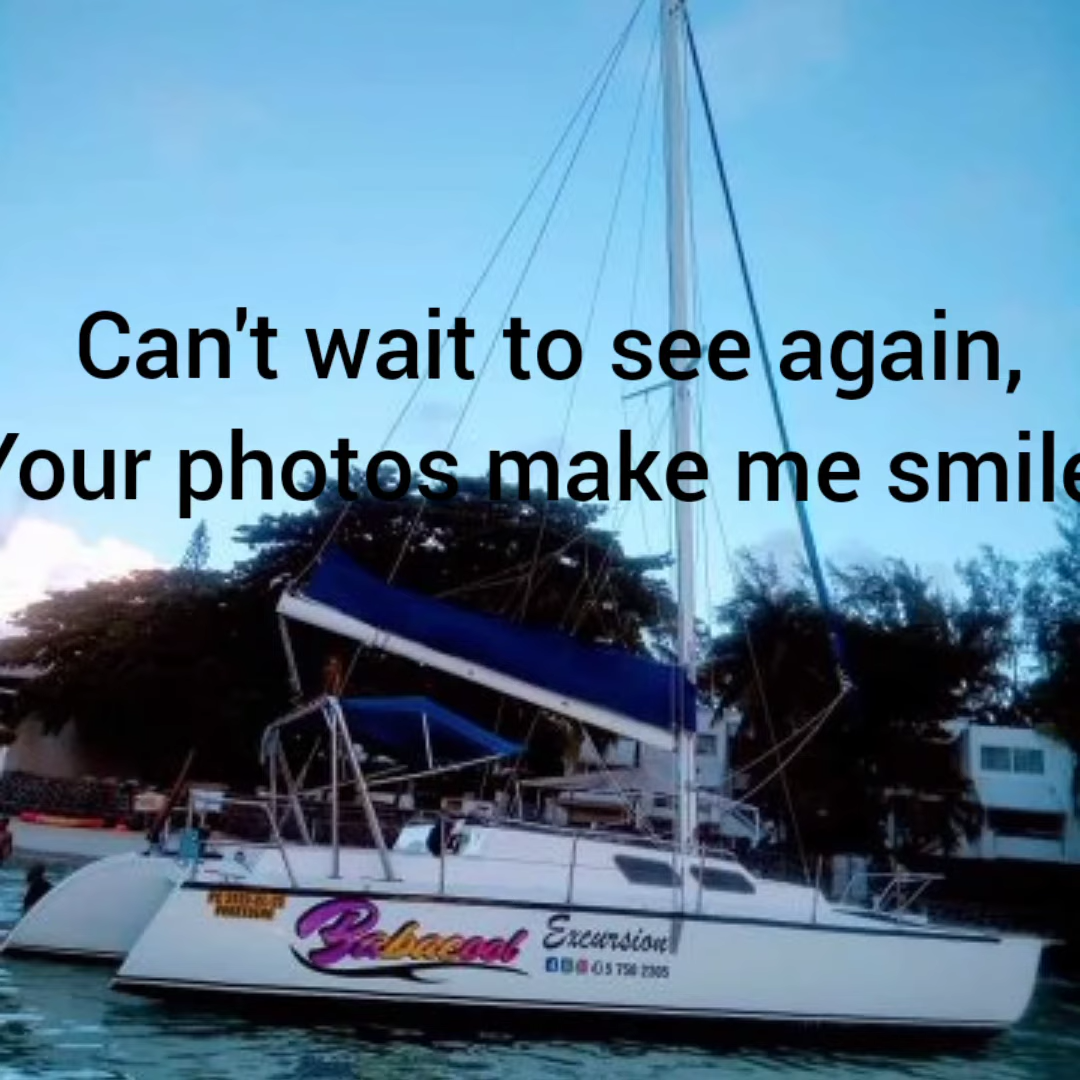 Can't wait to see again,
Your photos make me smile
Babacool
Excursion
5 750 2305